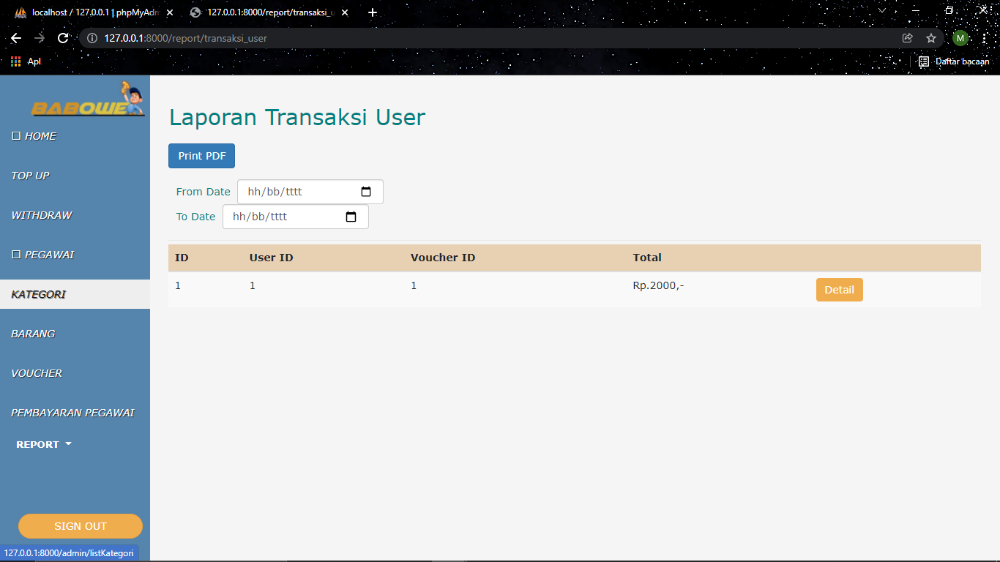 localhost / 127.0.0.1 | phpMyAdm
127.0.0.1:8000/report/transaksi_u
127.0.0.1:8000/report/transaksi_user
M
Apl
Daftar bacaan
BABOWE
HOME
TOP UP
WITHDRAW
PEGAWAI
KATEGORI
BARANG
VOUCHER
PEMBAYARAN PEGAWAI
REPORT
SIGN OUT
127.0.0.1:8000/admin/listKategori
Laporan Transaksi User
Print PDF
From Date hh/bb/tttt
To Date hh/bb/tttt
ID User ID Voucher ID Total
1 1 1 Rp.2000,- Detail